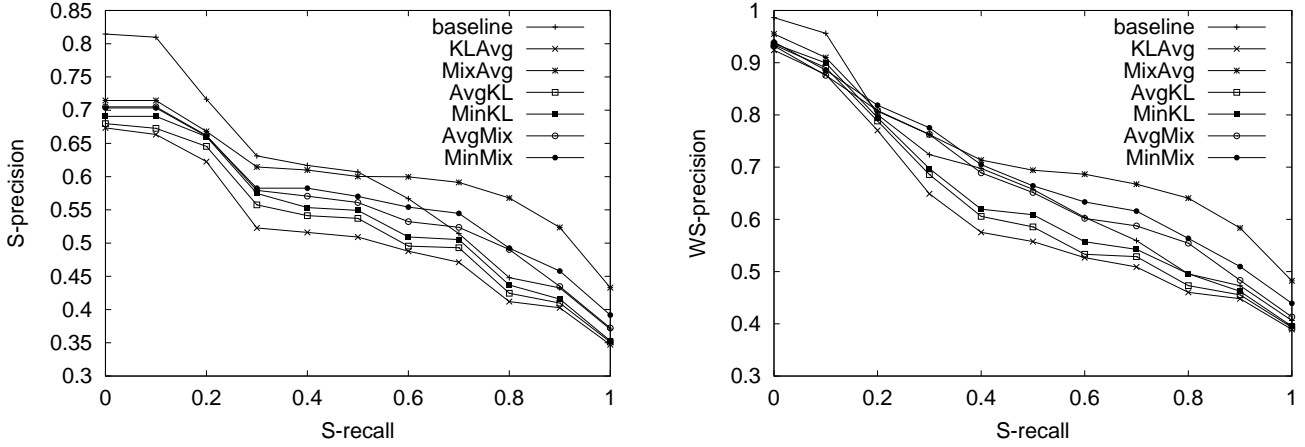 0.85
0.8
0.75
0.7
0.65
0.6
0.55
0.5
0.45
0.4
0.35
0.3
0
0.2
0.4
0.6
0.8
1
S-precision
S-recall
baseline
KLAvg
MixAvg
AvgKL
MinKL
AvgMix
MinMix
1
0.9
0.8
0.7
0.6
0.5
0.4
0.3
0
0.2
0.4
0.6
0.8
1
WS-precision
S-recall
baseline
KLAvg
MixAvg
AvgKL
MinKL
AvgMix
MinMix